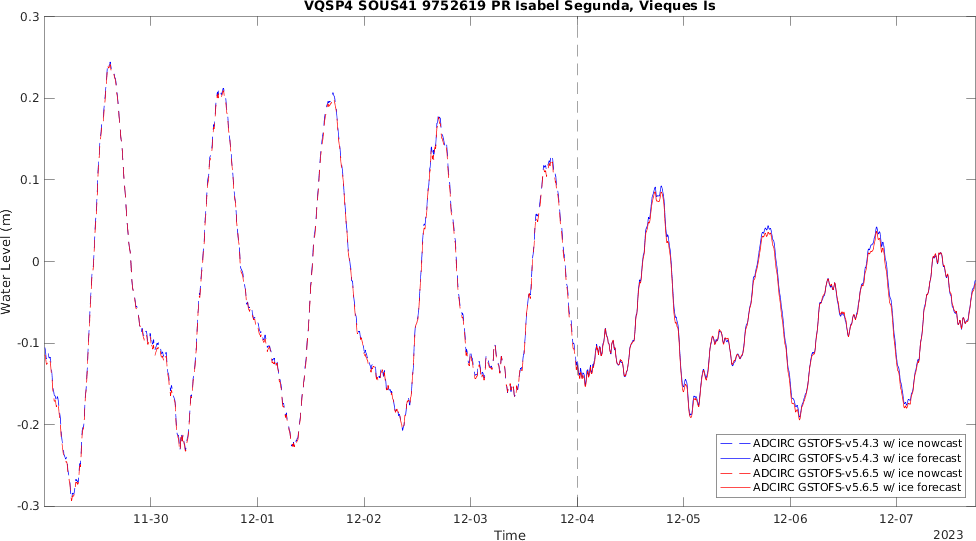 VQSP4 SOUS41 9752619 PR Isabel Segunda, Vieques Is
0.3
0.2
0.1
0
-0.1
-0.2
-0.3
Water Level (m)
11-30 12-01 12-02 12-03 12-04 12-05 12-06 12-07
Time
2023
ADCIRC GSTOFS-v5.4.3 w/ ice nowcast
ADCIRC GSTOFS-v5.4.3 w/ ice forecast
ADCIRC GSTOFS-v5.6.5 w/ ice nowcast
ADCIRC GSTOFS-v5.6.5 w/ ice forecast